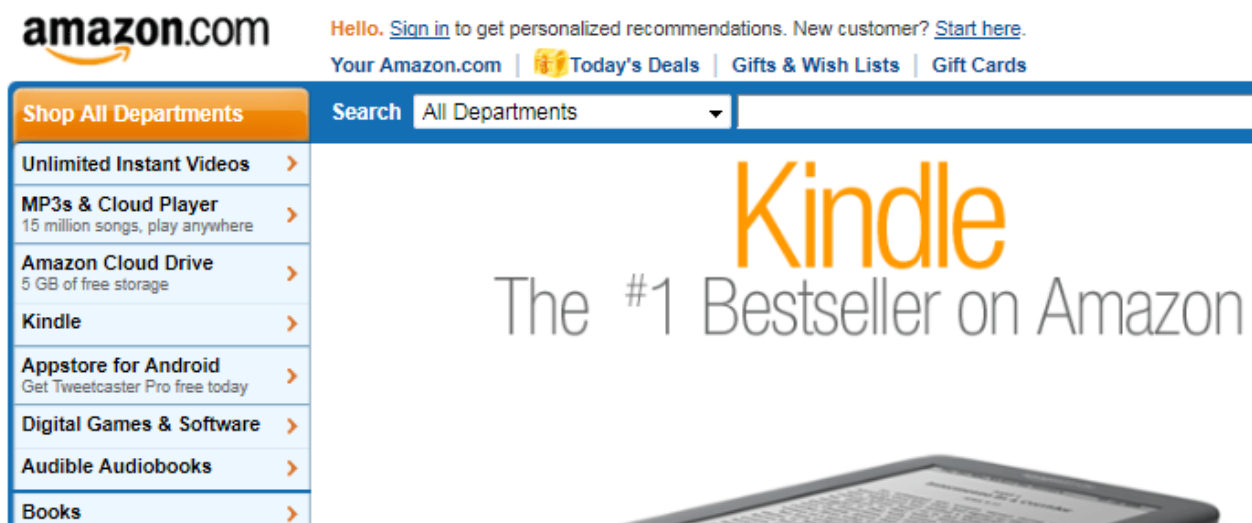 amazon.com
Hello. Sign in to get personalized recommendations. New customer? Start here.
Your Amazon.com | Today's Deals | Gifts & Wish Lists | Gift Cards
Shop All Departments
Search All Departments
Unlimited Instant Videos
MP3s & Cloud Player
15 million songs, play anywhere
Amazon Cloud Drive
5 GB of free storage
Kindle
Appstore for Android
Get Tweetcaster Pro free today
Digital Games & Software
Audible Audiobooks
Books
Kindle
The #1 Bestseller on Amazon